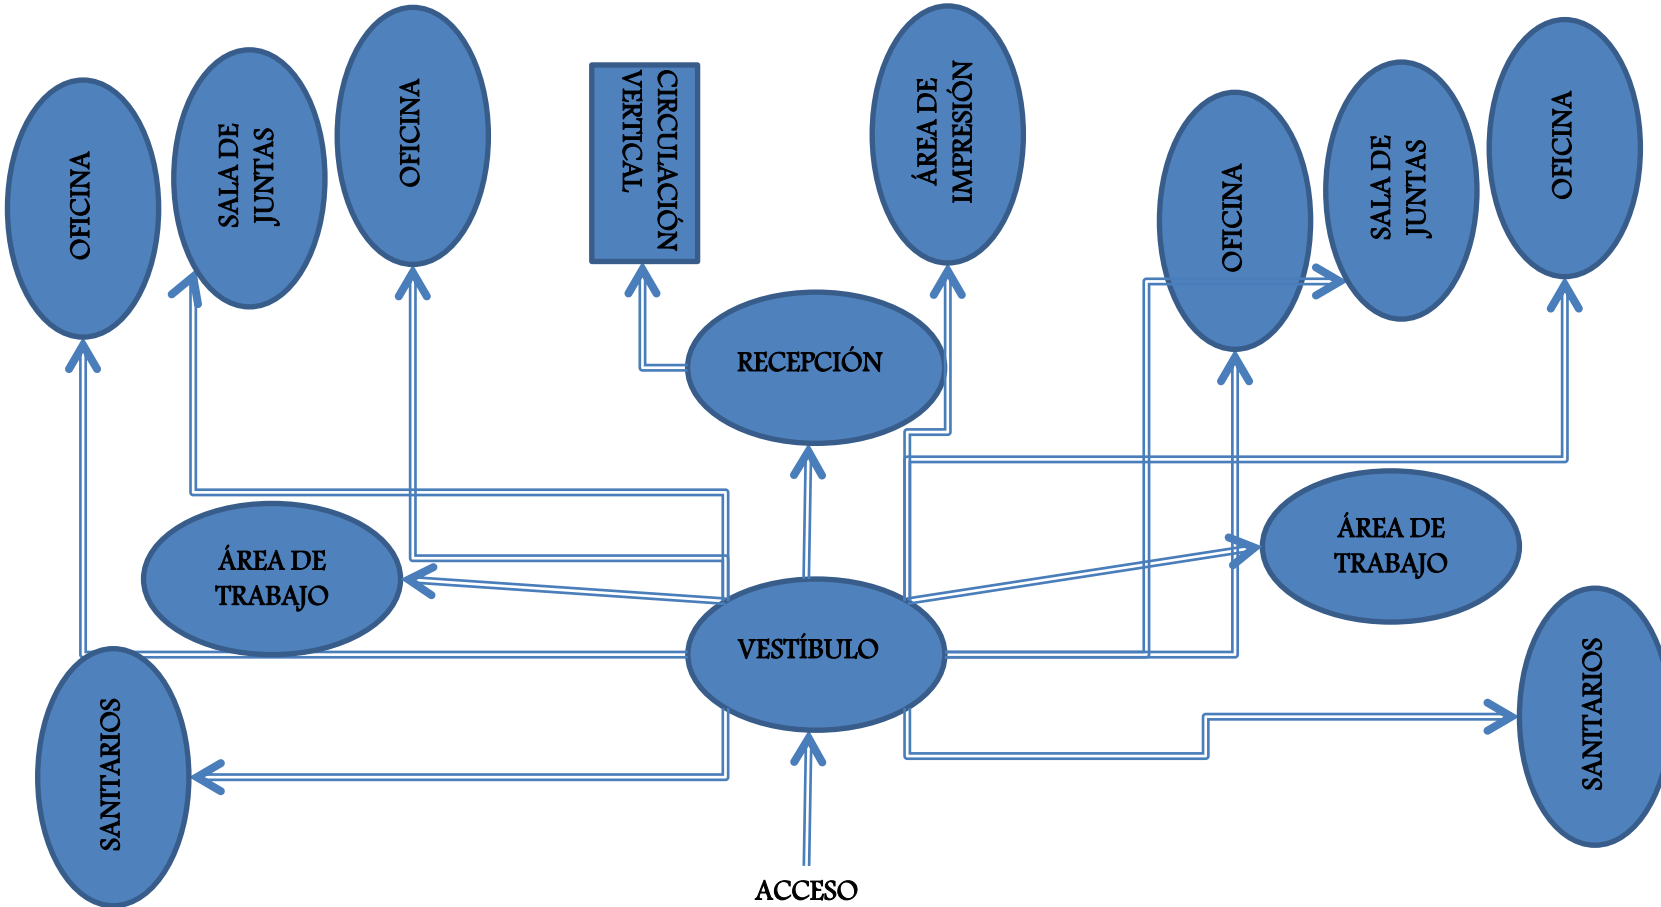 OFICINA
SALA DE
JUNTAS
OFICINA
CIRCULACIÓN
VERTICAL
ÁREA DE
IMPRESIÓN
OFICINA
SALA DE
JUNTAS
OFICINA
RECEPCIÓN
ÁREA DE
TRABAJO
ÁREA DE
TRABAJO
VESTÍBULO
SANITARIOS
SANITARIOS
ACCESO